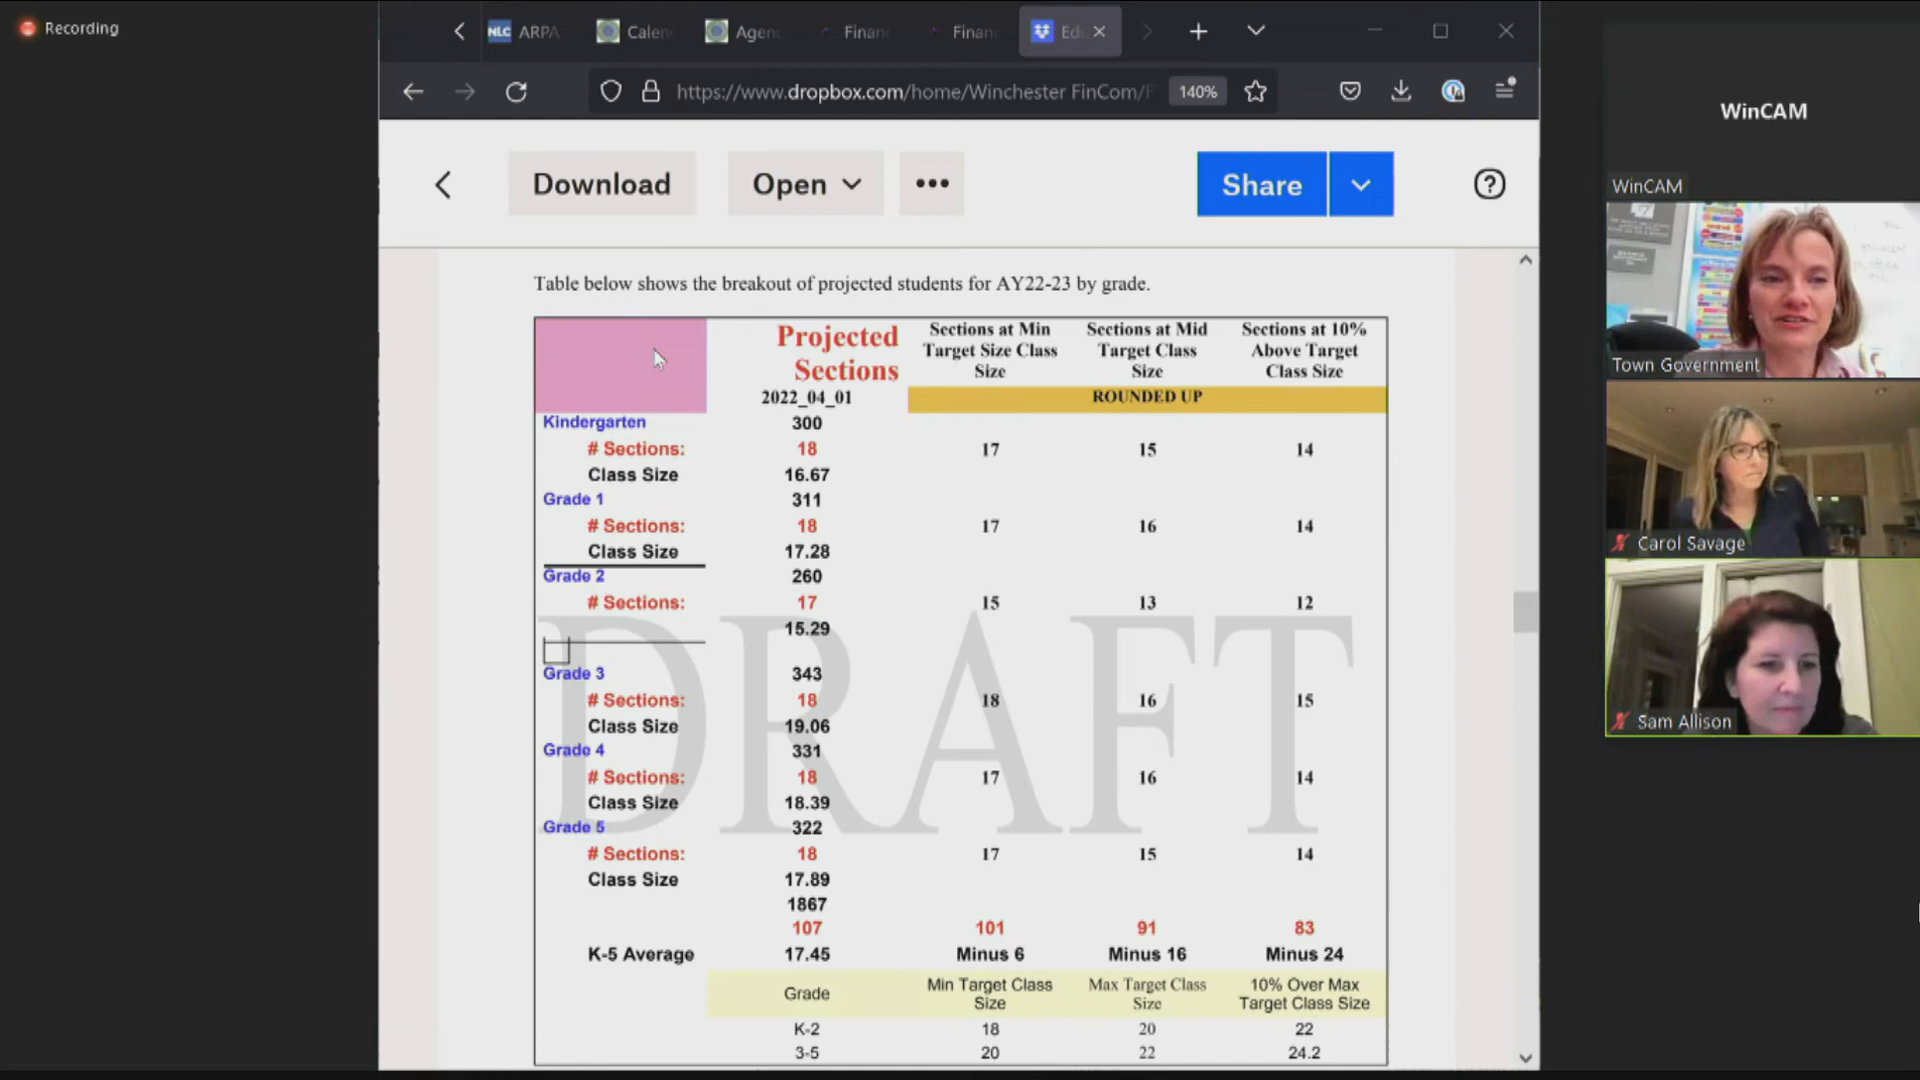 Recording
ARPA
Calen
Agen
Finan
Finan
Edu
https://www.dropbox.com/home/Winchester FinCom/F
140%
WinCAM
Download
Open
Share
WinCAM
Table below shows the breakout of projected students for AY22-23 by grade.
Projected Sections
Sections at Min Target Size Class Size
Sections at Mid Target Class Size
Sections at 10% Above Target Class Size
2022_04_01
ROUNDED UP
Kindergarten 300
# Sections: 18 17 15 14
Class Size 16.67
Grade 1 311
# Sections: 18 17 16 14
Class Size 17.28
Grade 2 260
# Sections: 17 15 13 12
15.29
Grade 3 343
# Sections: 18 18 16 15
Class Size 19.06
Grade 4 331
# Sections: 18 17 16 14
Class Size 18.39
Grade 5 322
# Sections: 18 17 15 14
Class Size 17.89
1867
107 101 91 83
K-5 Average 17.45 Minus 6 Minus 16 Minus 24
Grade
Min Target Class Size
Max Target Class Size
10% Over Max Target Class Size
K-2 18 20 22
3-5 20 22 24.2
DRAFT
Town Government
Carol Savage
Sam Allison